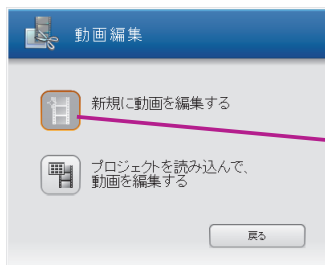 動画編集
新規に動画を編集する
プロジェクトを読み込んで、
動画を編集する
戻る